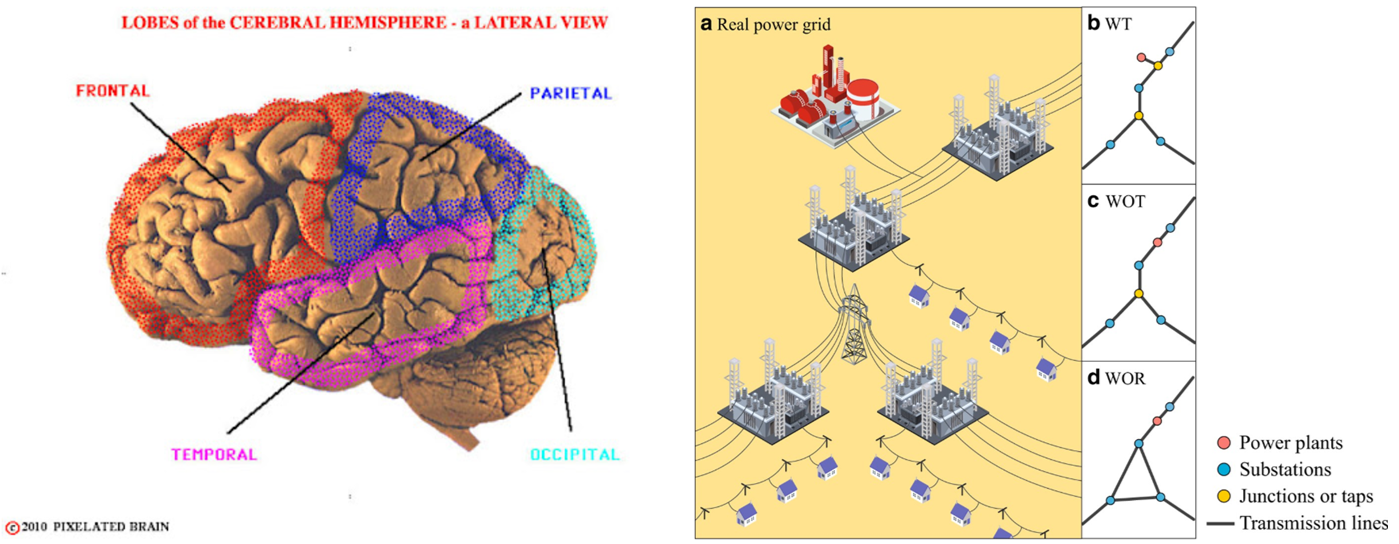 LOBES of the CEREBRAL HEMISPHERE - a LATERAL VIEW
FRONTAL
PARIETAL
TEMPORAL
OCCIPITAL
©2010 PIXELATED BRAIN
a Real power grid
b WT
c WOT
d WOR
Power plants
Substations
Junctions or taps
Transmission lines